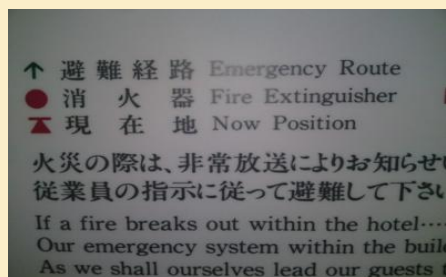 避難経路 Emergency Route
消火器 Fire Extinguisher
現在地 Now Position
火災の際は、非常放送によりお知らせ
従業員の指示に従って避難して下さい
If a fire breaks out within the hotel……
Our emergency system within the
As we shall ourselves lead our guests